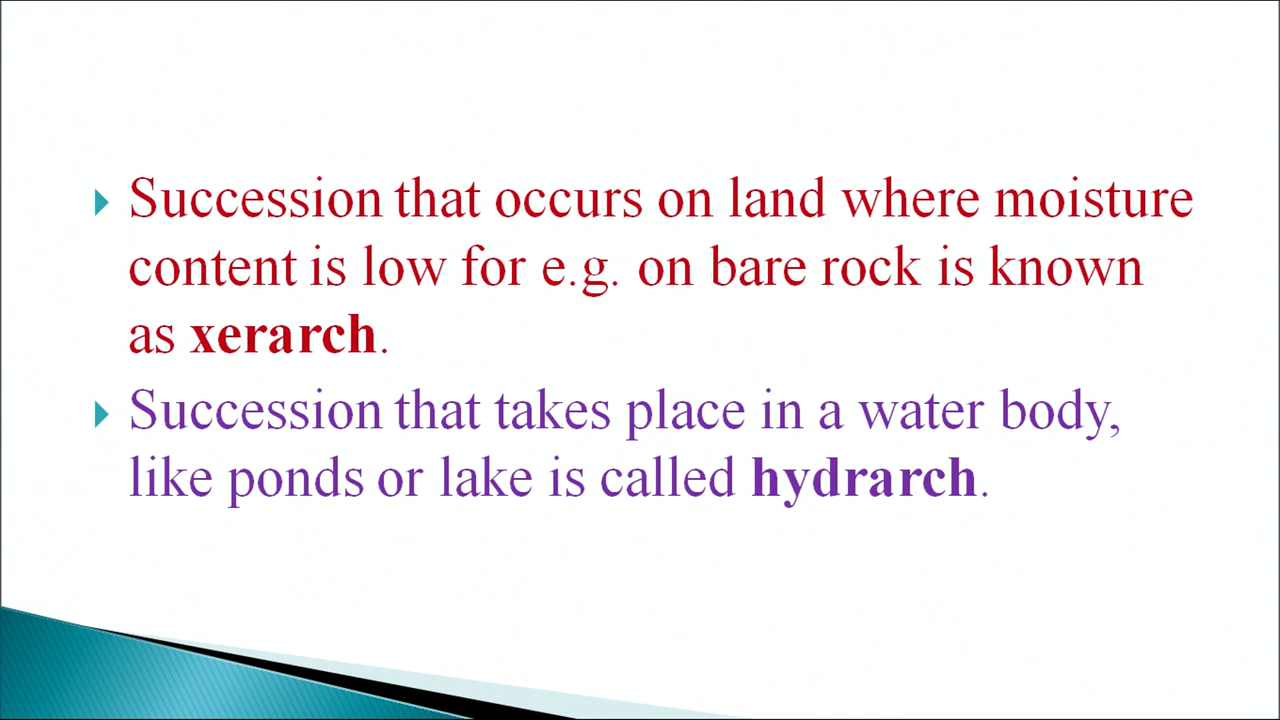 Succession that occurs on land where moisture
content is low for e.g. on bare rock is known
as xerarch.
Succession that takes place in a water body,
like ponds or lake is called hydrarch.